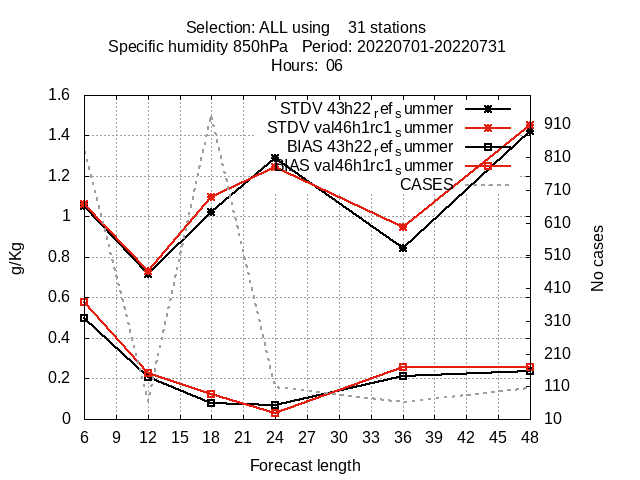 Selection: ALL using    31 stations
Specific humidity 850hPa   Period: 20220701-20220731
Hours:  06
1.6
1.4
1.2
1
0.8
0.6
0.4
0.2
0
g/Kg
STDV 43h22_ref_summer
STDV val46h1rc1_summer
BIAS 43h22_ref_summer
BIAS val46h1rc1_summer
CASES
910
810
710
610
510
410
310
210
110
10
No cases
6 9 12 15 18 21 24 27 30 33 36 39 42 45 48
Forecast length